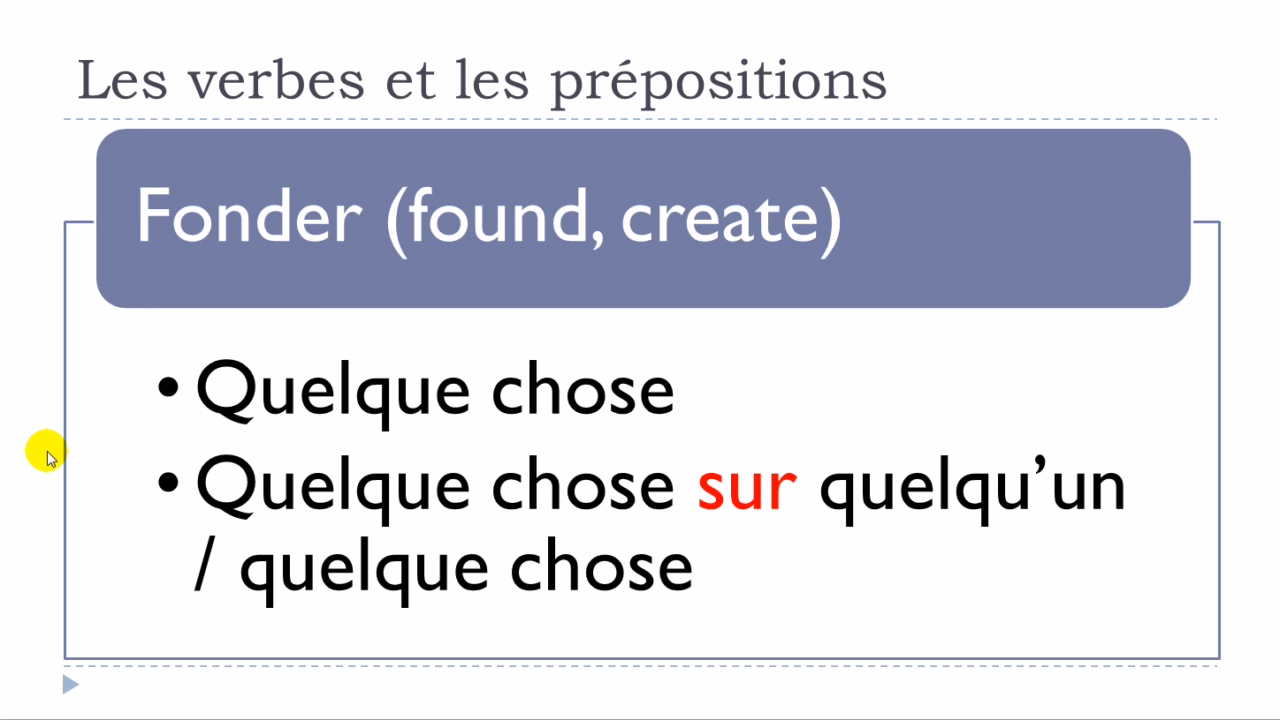 Les verbes et les prépositions
Fonder (found, create)
• Quelque chose
• Quelque chose sur quelqu’un
/ quelque chose